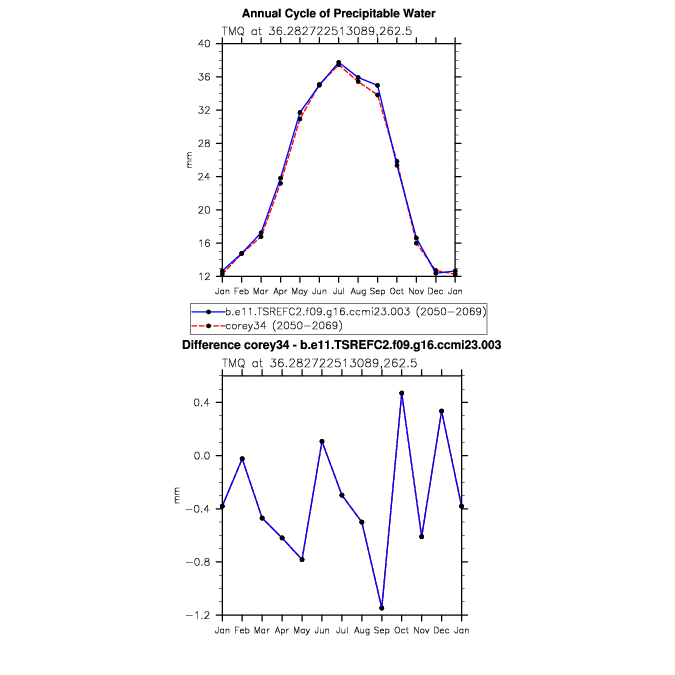 Annual Cycle of Precipitable Water
TMQ at 36.282722513089,262.5
40
36
32
28
24
20
16
12
mm
Jan Feb Mar Apr May Jun Jul Aug Sep Oct Nov Dec Jan
b.e11.TSREFC2.f09.g16.ccmi23.003 (2050-2069)
corey34 (2050-2069)
Difference corey34 - b.e11.TSREFC2.f09.g16.ccmi23.003
TMQ at 36.282722513089,262.5
0.4
0.0
-0.4
-0.8
-1.2
mm
Jan Feb Mar Apr May Jun Jul Aug Sep Oct Nov Dec Jan